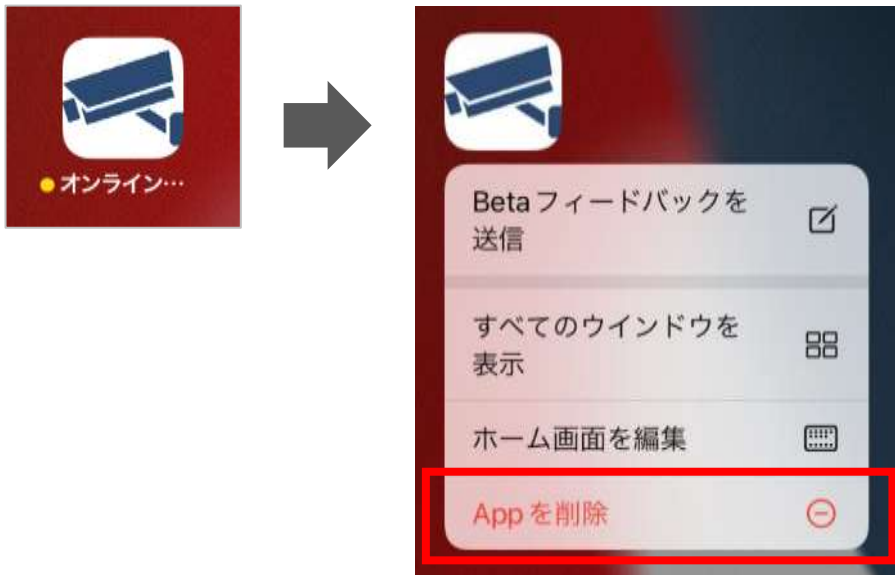 オンライン…
Betaフィードバックを
送信
すべてのウインドウを
表示
ホーム画面を編集
Appを削除